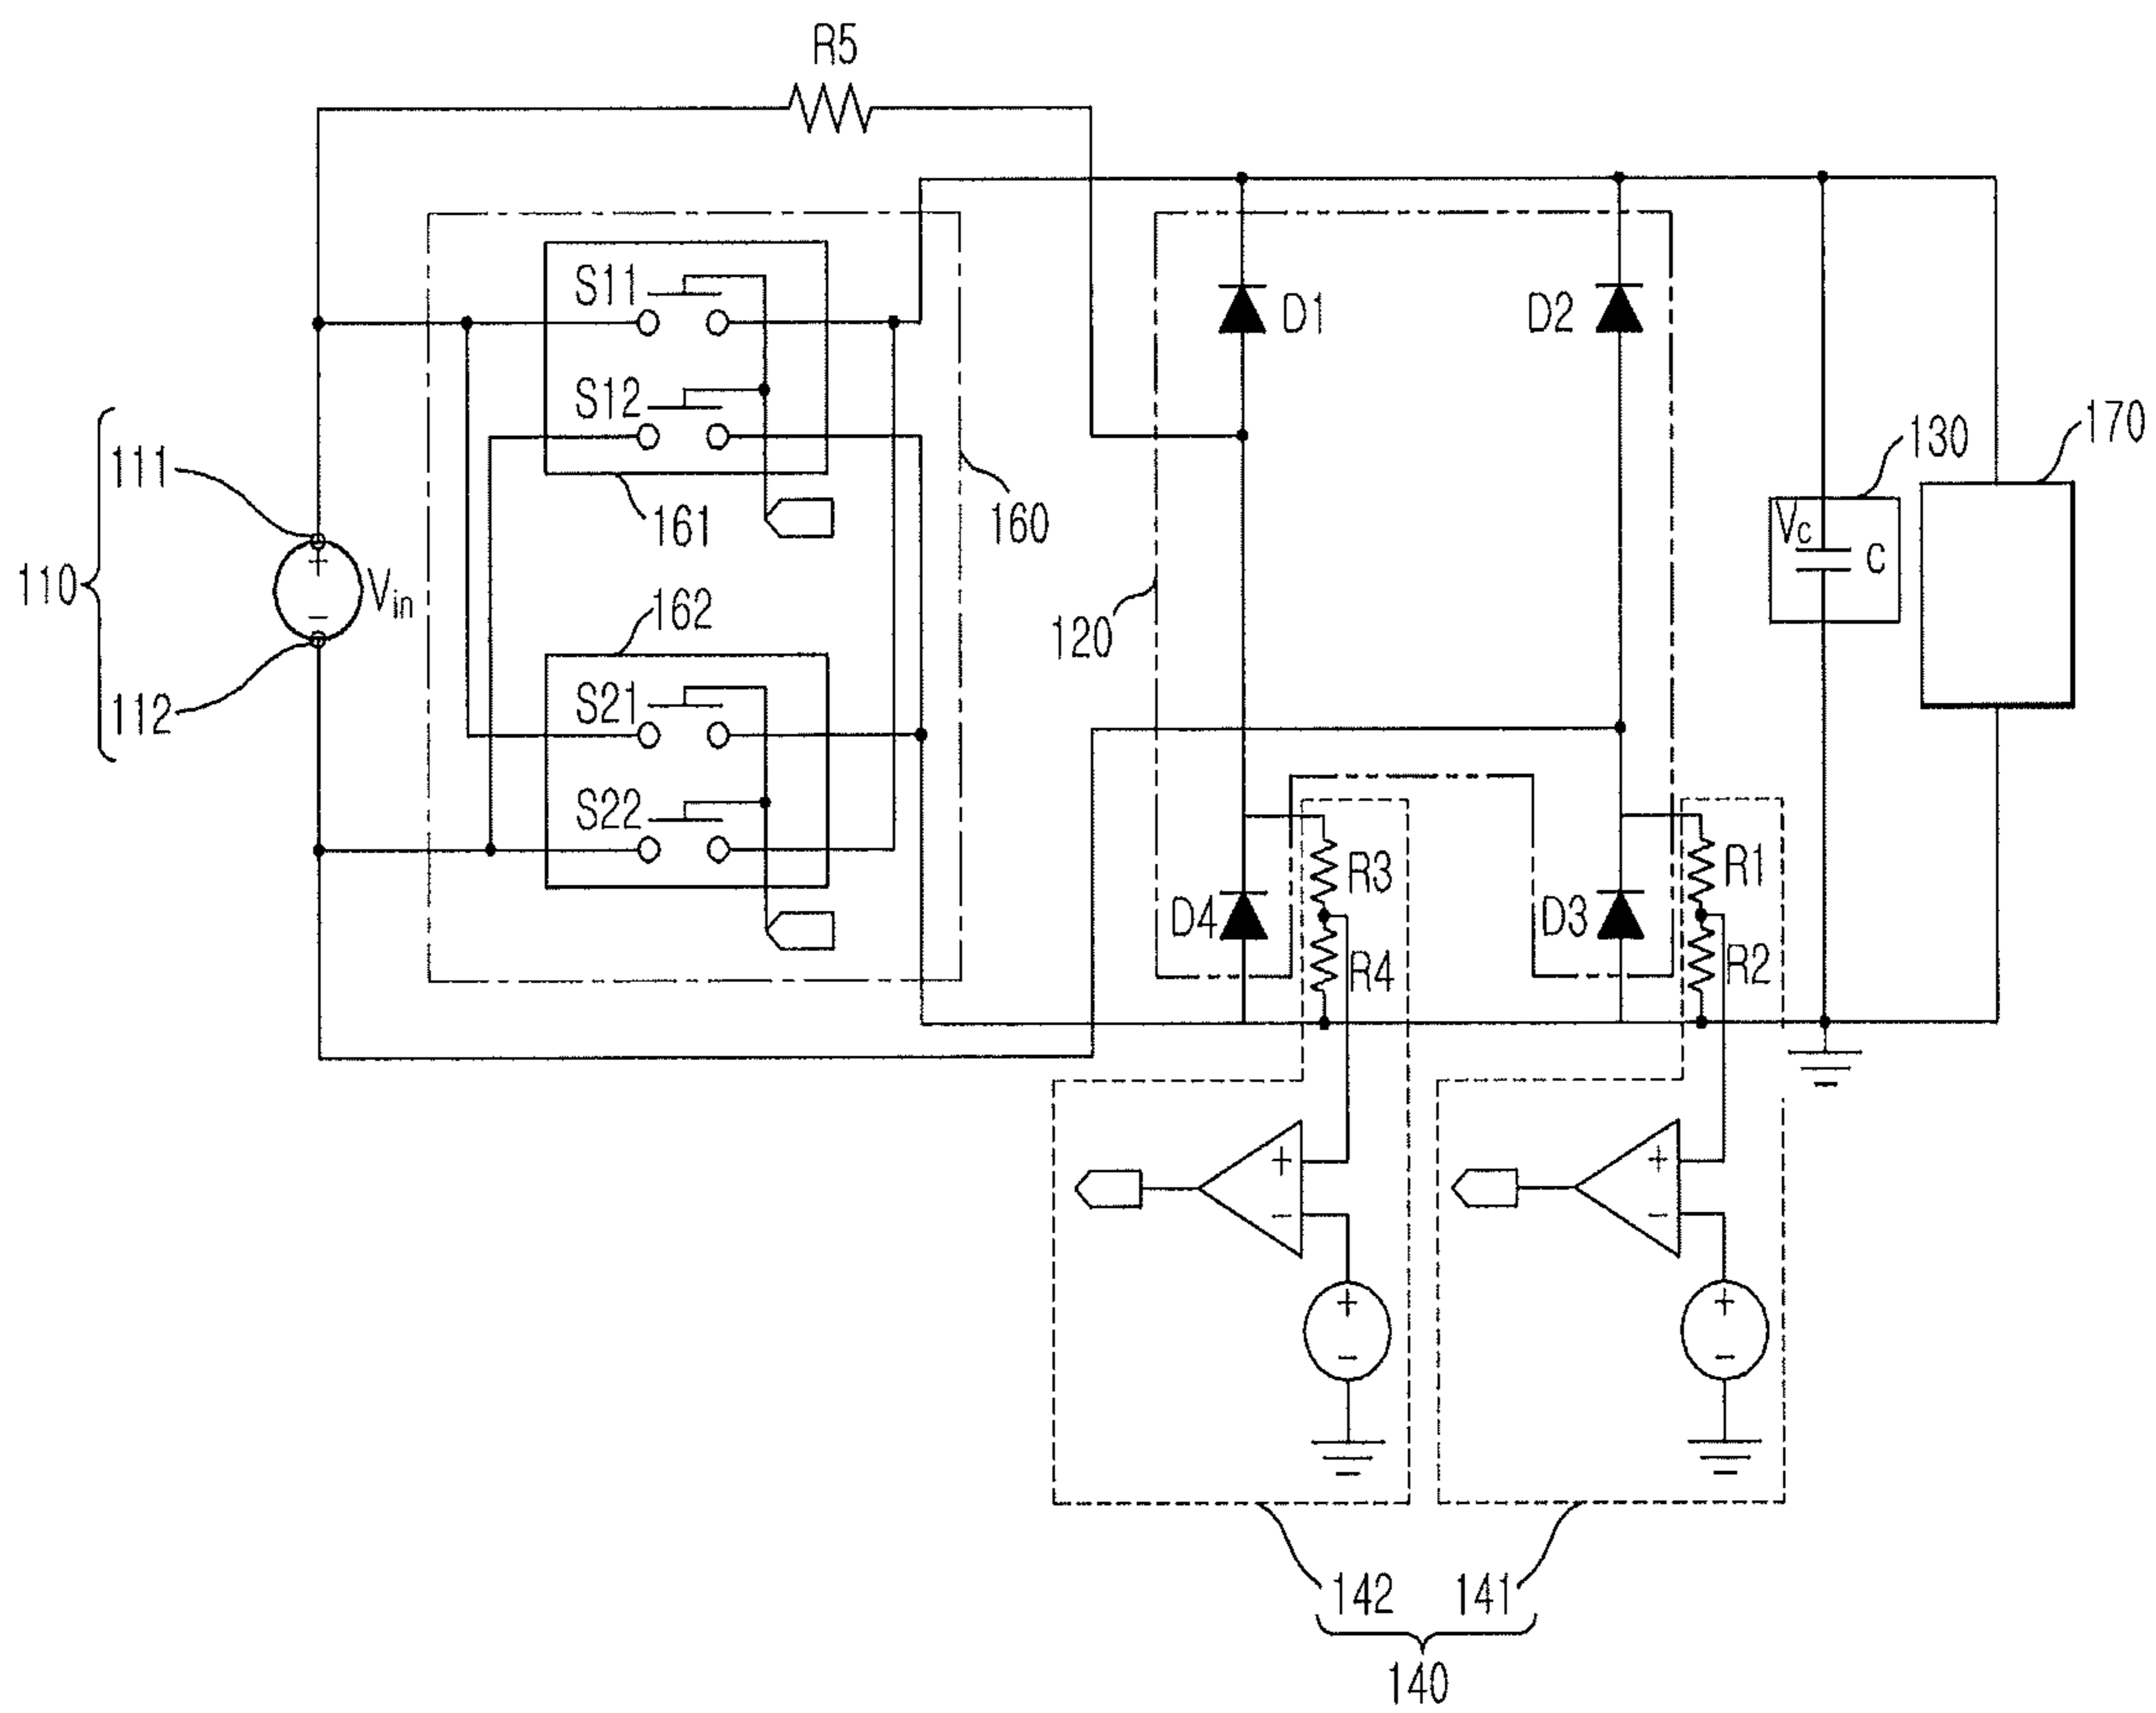 R5
S11
D1
D2
S12
111
130
170
161
160
Vc
C
110
+
−
Vin
120
162
112
S21
S22
R3
R1
D4
D3
R4
R2
+
+
−
−
+
+
−
−
142
141
140